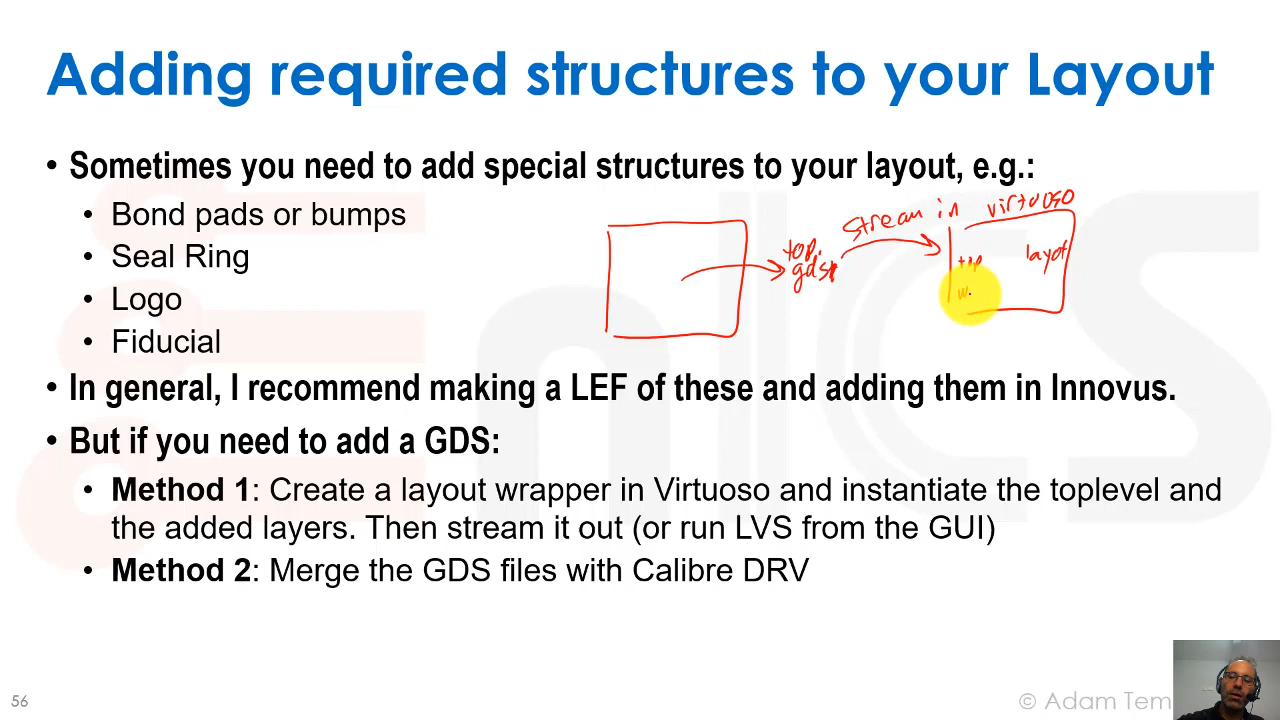 Adding required structures to your Layout
• Sometimes you need to add special structures to your layout, e.g.:
• Bond pads or bumps
• Seal Ring
• Logo
• Fiducial
top.
gds
stream in
virtuoso
top
layot
w
• In general, I recommend making a LEF of these and adding them in Innovus.
• But if you need to add a GDS:
• Method 1: Create a layout wrapper in Virtuoso and instantiate the toplevel and
the added layers. Then stream it out (or run LVS from the GUI)
• Method 2: Merge the GDS files with Calibre DRV
56
© Adam Tem